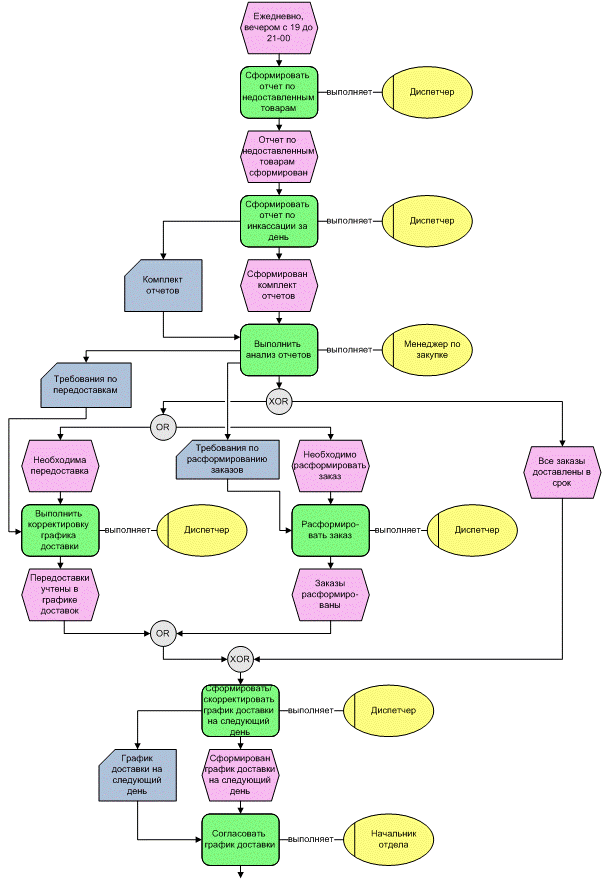 Ежедневно,
вечером с 19 до
21-00
Сформировать
отчет по
недоставленным
товарам
выполняет
Диспетчер
Отчет по
недоставленным
товарам
сформирован
Сформировать
отчет по
инкассации за
день
выполняет
Диспетчер
Комплект
отчетов
Сформирован
комплект
отчетов
Выполнить
анализ отчетов
выполняет
Менеджер по
закупке
Требования по
передоставкам
XOR
OR
Необходима
передоставка
Требования по
расформированию
заказов
Необходимо
расформировать
заказ
Все заказы
доставлены в
срок
Выполнить
корректировку
графика
доставки
выполняет
Диспетчер
Расформиро-
вать заказ
выполняет
Диспетчер
Передоставки
учтены в
графике
доставок
Заказы
расформиро-
ваны
OR
XOR
Сформировать/
скорректировать
график доставки
на следующий
день
выполняет
Диспетчер
График
доставки на
следующий
день
Сформирован
график доставки
на следующий
день
Согласовать
график доставки
выполняет
Начальник
отдела